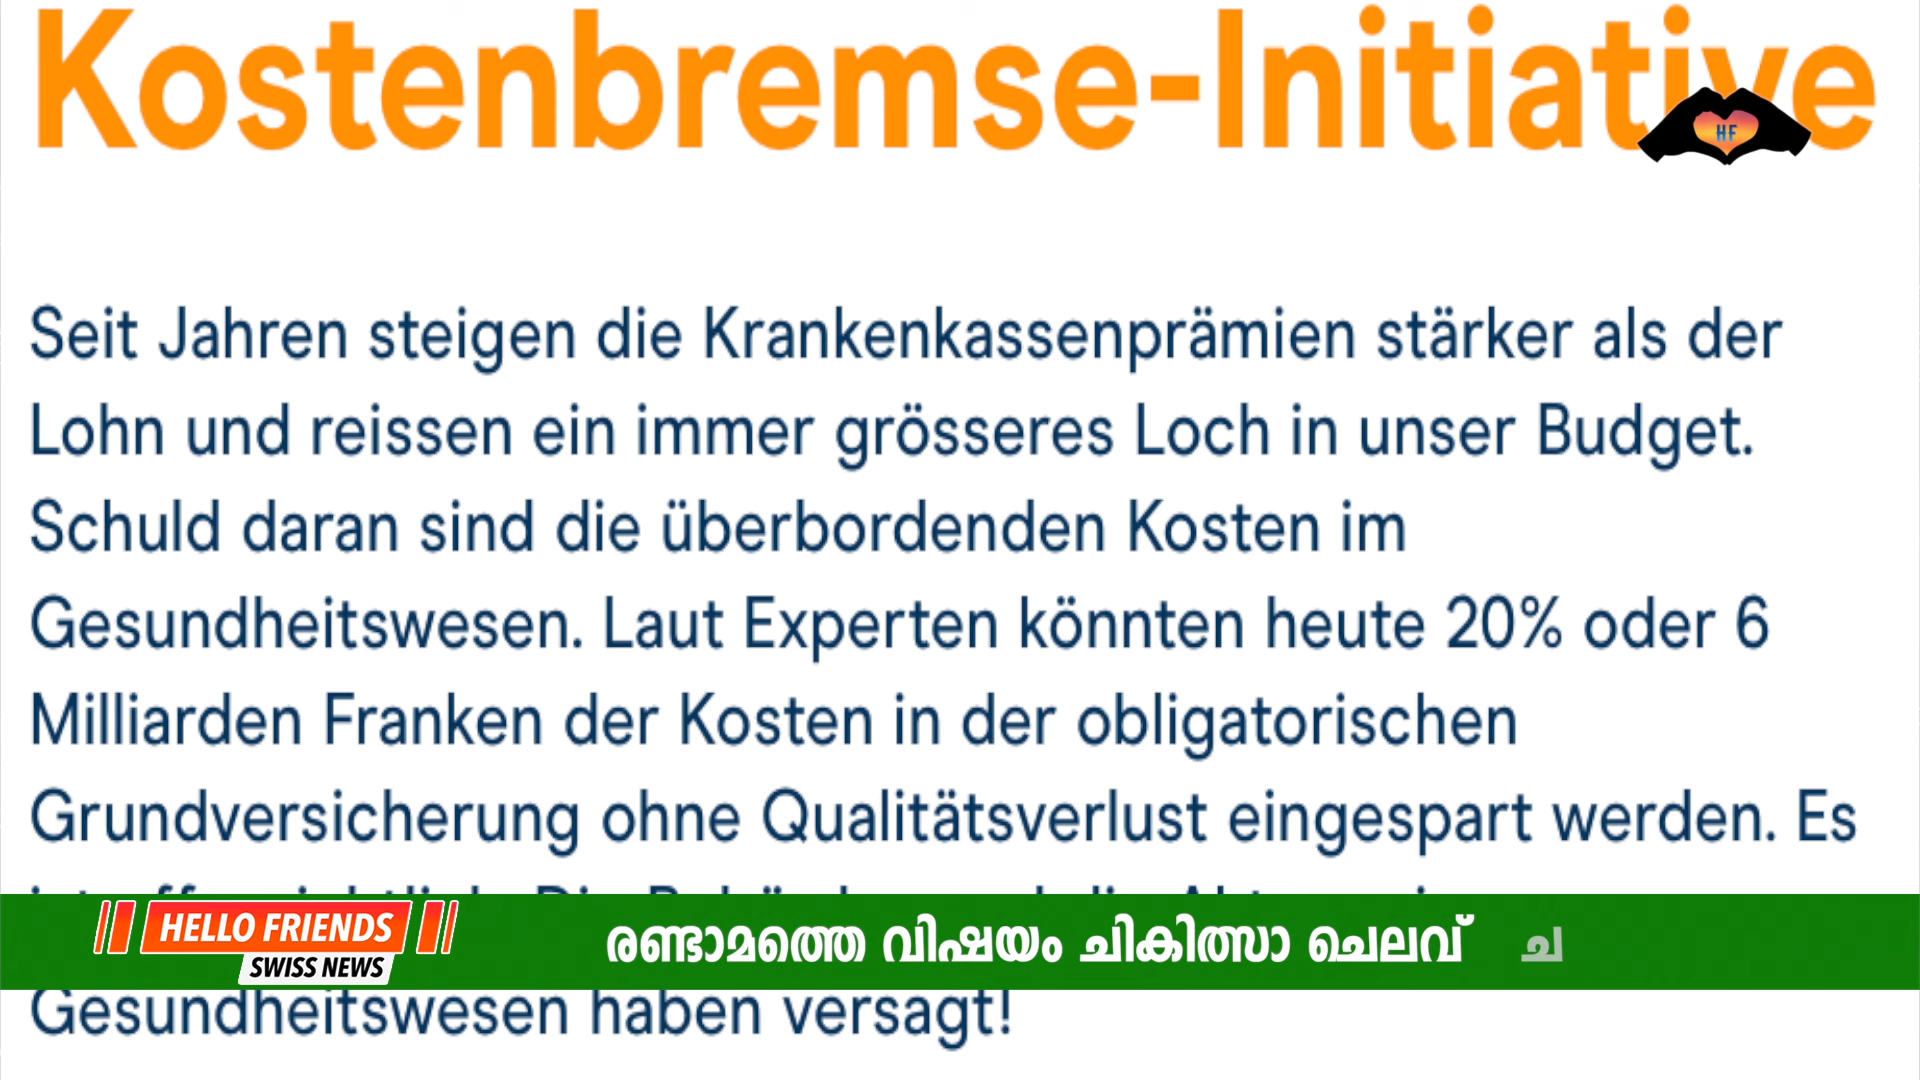 Kostenbremse-Initiative
HF
Seit Jahren steigen die Krankenkassenprämien stärker als der
Lohn und reissen ein immer grösseres Loch in unser Budget.
Schuld daran sind die überbordenden Kosten im
Gesundheitswesen. Laut Experten könnten heute 20% oder 6
Milliarden Franken der Kosten in der obligatorischen
Grundversicherung ohne Qualitätsverlust eingespart werden. Es
HELLO FRIENDS
SWISS NEWS
രണ്ടാമത്തെ വിഷയം ചികിത്സാ ചെലവ് ച
Gesundheitswesen haben versagt!